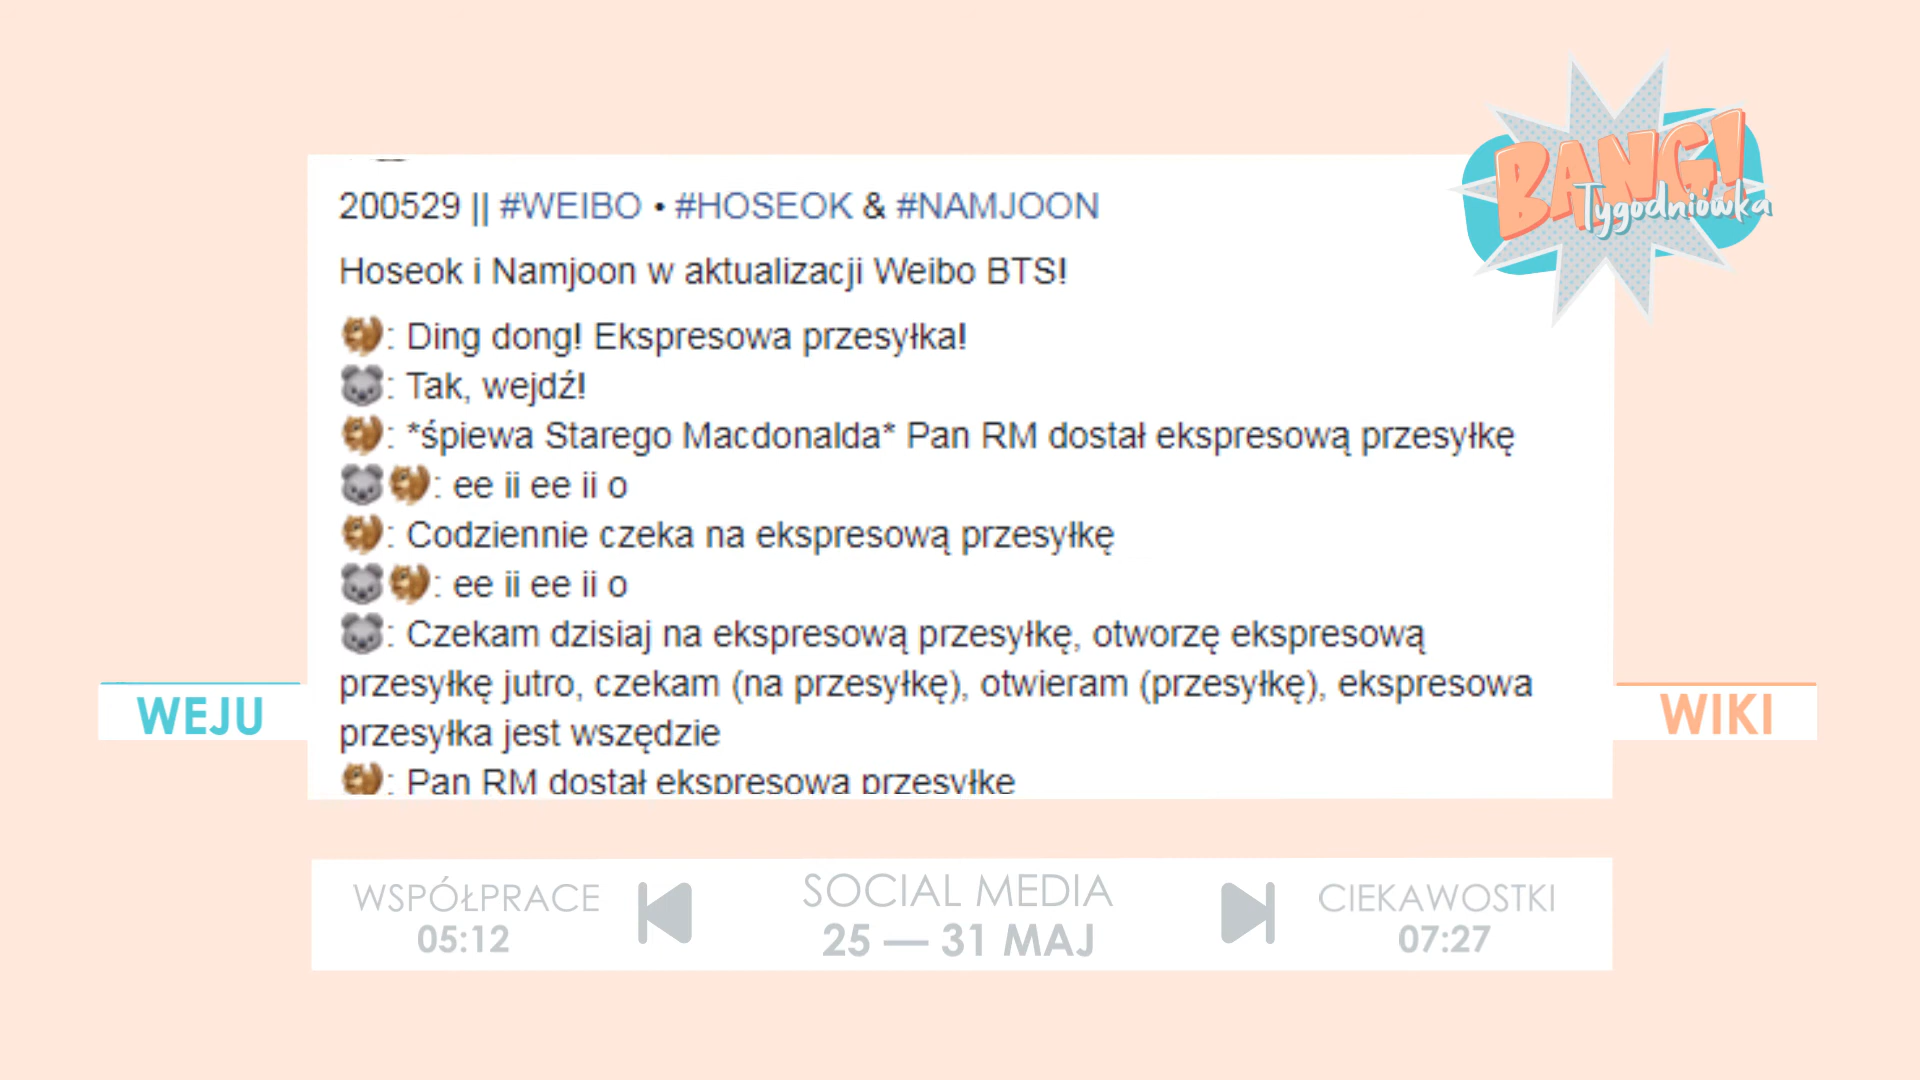 BANG!
Tygodniówka
200529 || #WEIBO • #HOSEOK & #NAMJOON
Hoseok i Namjoon w aktualizacji Weibo BTS!
🐿: Ding dong! Ekspresowa przesyłka!
🐨: Tak, wejdź!
🐿: *śpiewa Starego Macdonalda* Pan RM dostał ekspresową przesyłkę
🐨🐿: ee ii ee ii o
🐿: Codziennie czeka na ekspresową przesyłkę
🐨🐿: ee ii ee ii o
🐨: Czekam dzisiaj na ekspresową przesyłkę, otworzę ekspresową
przesyłkę jutro, czekam (na przesyłkę), otwieram (przesyłkę), ekspresowa
przesyłka jest wszędzie
🐿: Pan RM dostał ekspresową przesyłkę
WEJU
WIKI
WSPÓŁPRACE
05:12
SOCIAL MEDIA
25 — 31 MAJ
CIEKAWOSTKI
07:27